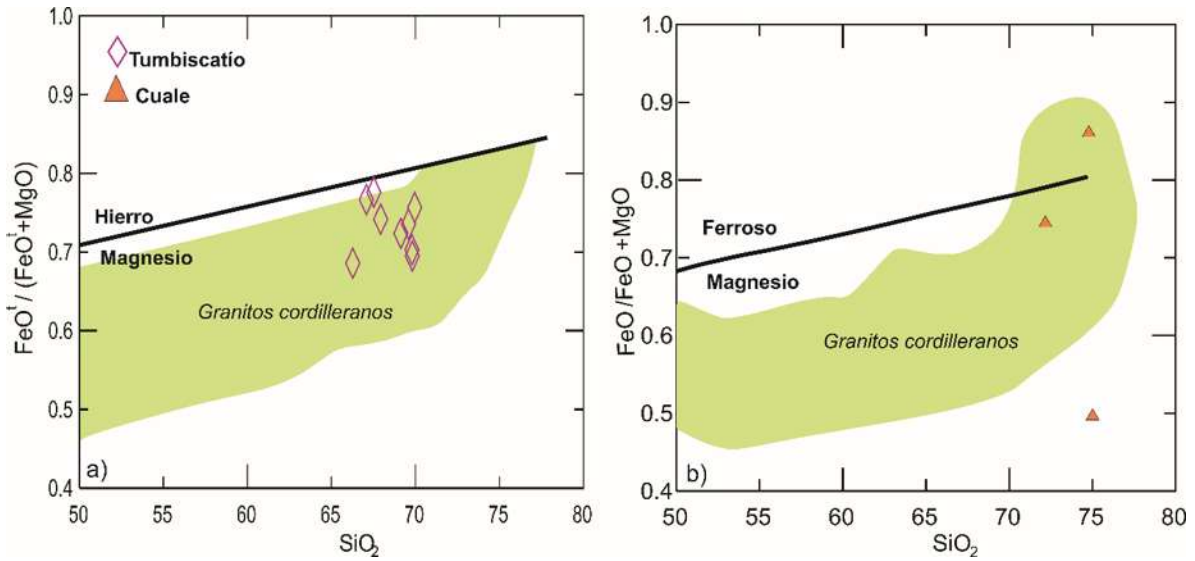 1.0
Tumbiscatío
0.9
Cuale
0.8
Hierro
0.7
Magnesio
Granitos cordilleranos
0.6
0.5
a)
0.4
50 55 60 65 70 75 80
SiO2
FeOᵗ / (FeOᵗ+MgO)
1.0
0.9
0.8
Ferroso
0.7
Magnesio
0.6
Granitos cordilleranos
0.5
b)
0.4
50 55 60 65 70 75 80
SiO2
FeO /FeO +MgO